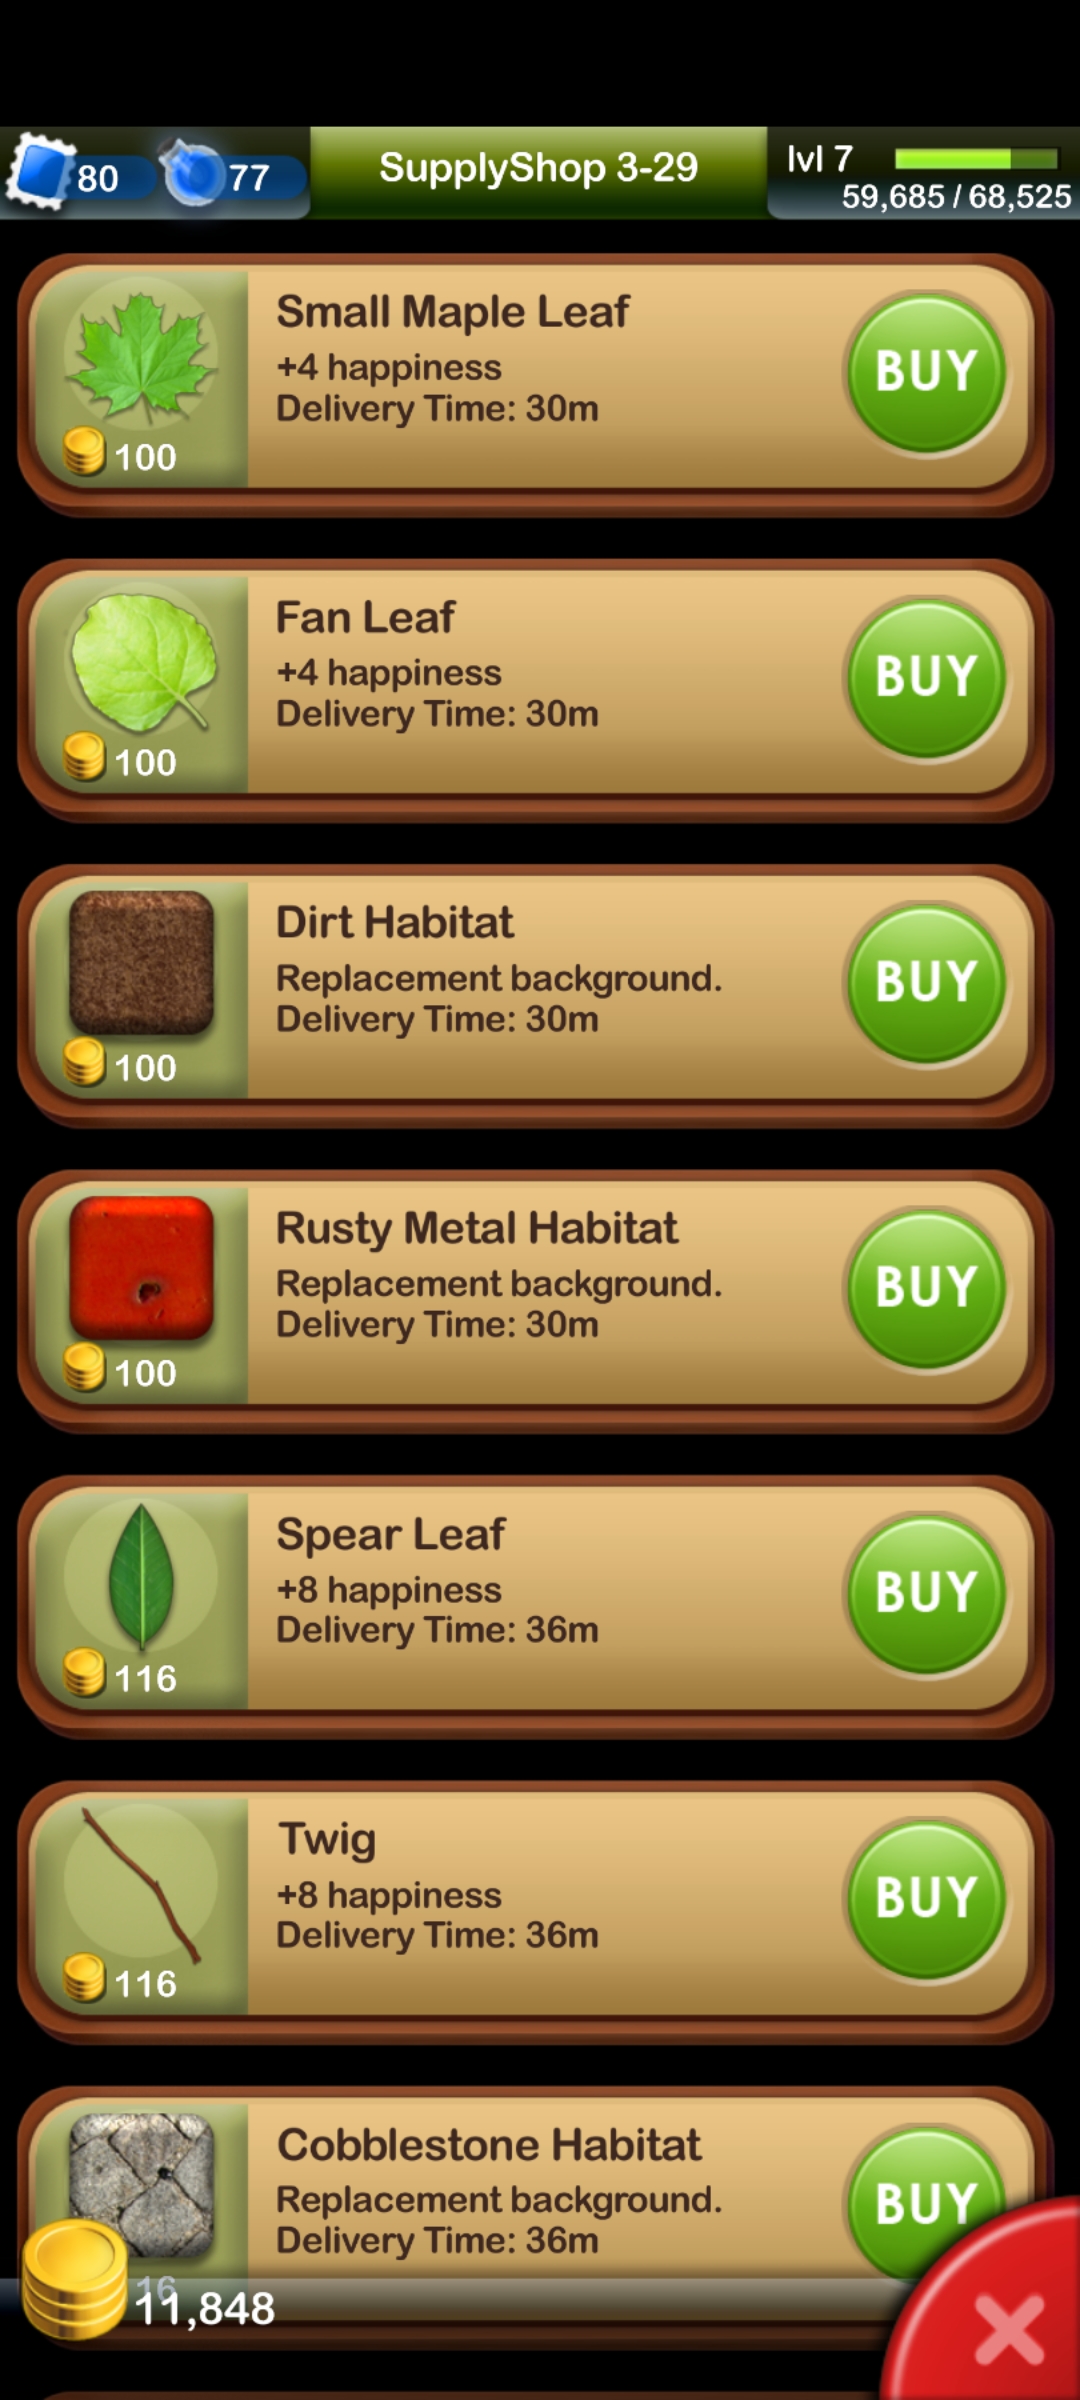 80
77
SupplyShop 3-29
lvl 7
59,685 / 68,525
Small Maple Leaf
+4 happiness
Delivery Time: 30m
100
BUY
Fan Leaf
+4 happiness
Delivery Time: 30m
100
BUY
Dirt Habitat
Replacement background.
Delivery Time: 30m
100
BUY
Rusty Metal Habitat
Replacement background.
Delivery Time: 30m
100
BUY
Spear Leaf
+8 happiness
Delivery Time: 36m
116
BUY
Twig
+8 happiness
Delivery Time: 36m
116
BUY
Cobblestone Habitat
Replacement background.
Delivery Time: 36m
BUY
11,848